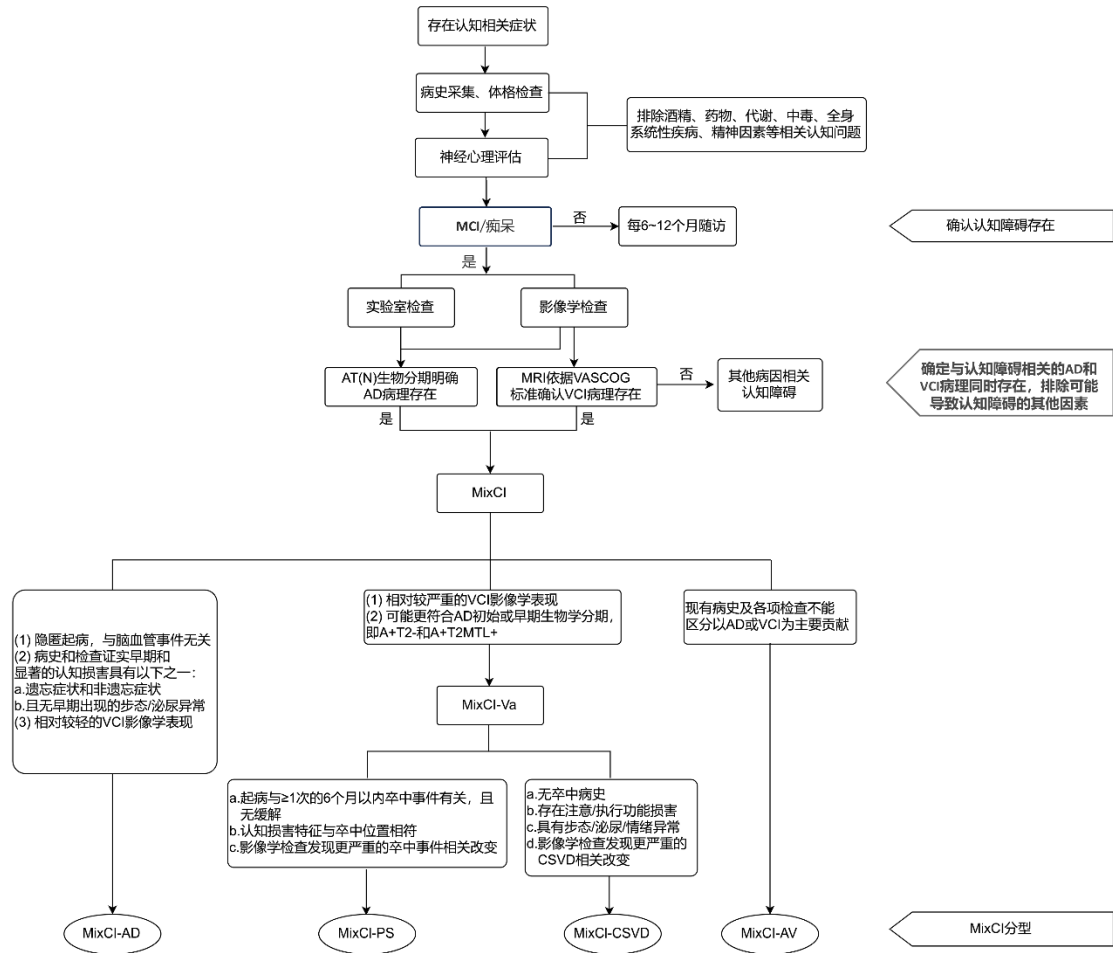 存在认知相关症状
病史采集、体格检查
排除酒精、药物、代谢、中毒、全身
系统性疾病、精神因素等相关认知问题
神经心理评估
MCI/痴呆
否
每6~12个月随访
确认认知障碍存在
是
实验室检查
影像学检查
AT(N)生物分期明确
AD病理存在
MRI依据VASCOG
标准确认VCI病理存在
否
其他病因相关
认知障碍
确定与认知障碍相关的AD和
VCI病理同时存在，排除可能
导致认知障碍的其他因素
是
是
MixCI
(1) 隐匿起病，与脑血管事件无关
(2) 病史和检查证实早期和
显著的认知损害具有以下之一：
a.遗忘症状和非遗忘症状
b.且无早期出现的步态/泌尿异常
(3) 相对较轻的VCI影像学表现
(1) 相对较严重的VCI影像学表现
(2) 可能更符合AD初始或早期生物学分期，
即A+T2-和A+T2MTL+
现有病史及各项检查不能
区分以AD或VCI为主要贡献
MixCI-Va
a.起病与≥1次的6个月以内卒中事件有关，且
无缓解
b.认知损害特征与卒中位置相符
c.影像学检查发现更严重的卒中事件相关改变
a.无卒中病史
b.存在注意/执行功能损害
c.具有步态/泌尿/情绪异常
d.影像学检查发现更严重的
CSVD相关改变
MixCI-AD
MixCI-PS
MixCI-CSVD
MixCI-AV
MixCI分型